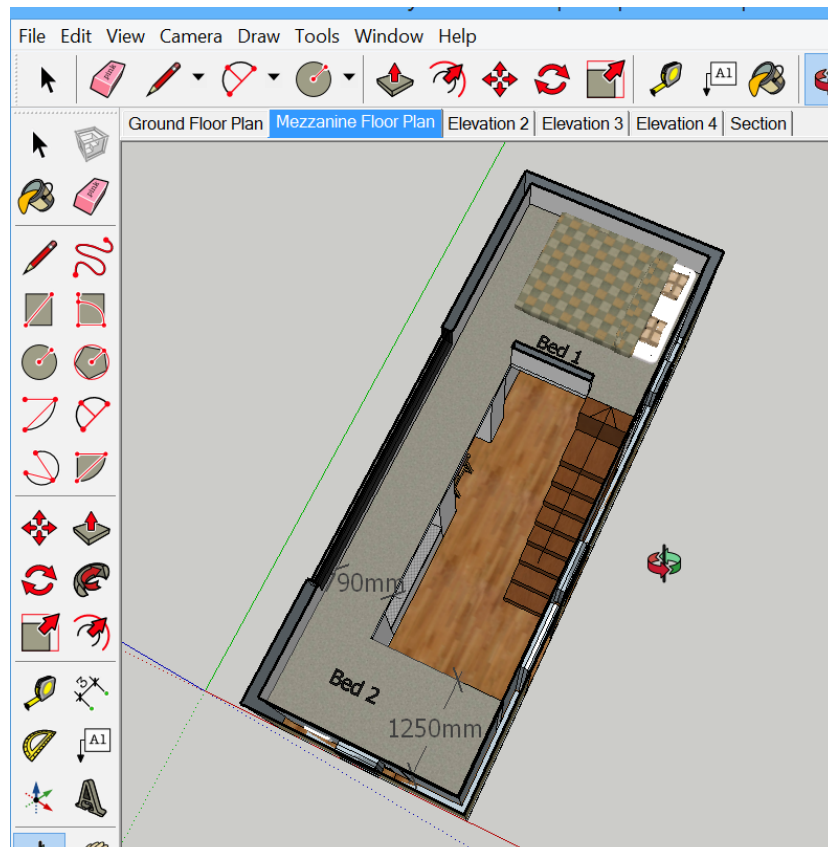 File Edit View Camera Draw Tools Window Help
A1
Ground Floor Plan Mezzanine Floor Plan Elevation 2 Elevation 3 Elevation 4 Section
Bed 1
790mm
Bed 2
1250mm
A1